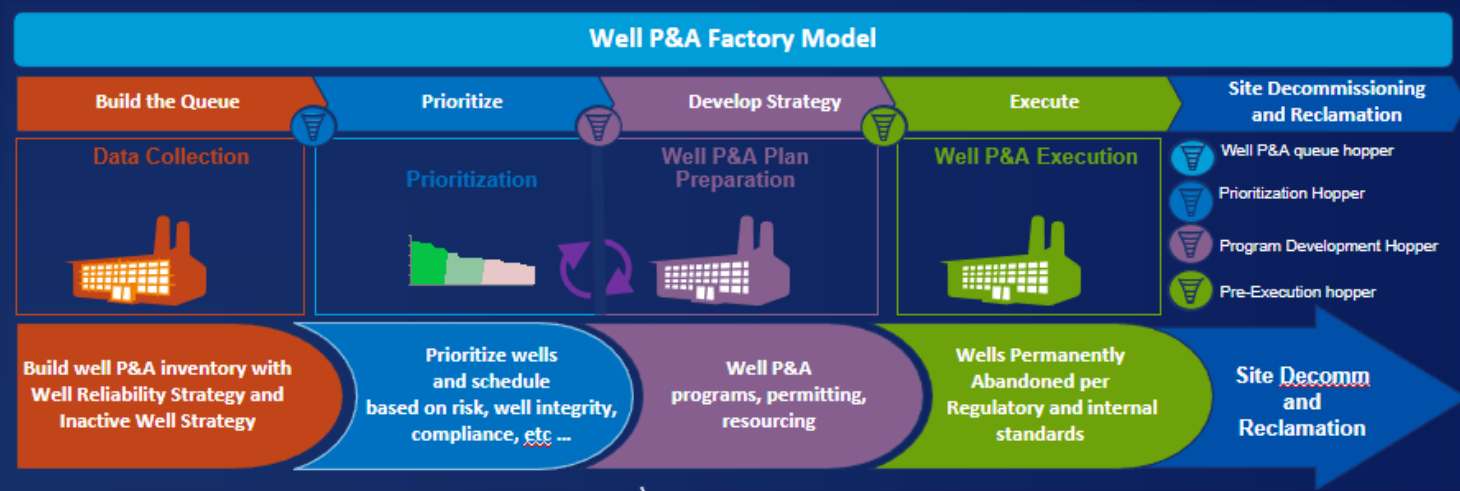 Well P&A Factory Model
Build the Queue
Prioritize
Develop Strategy
Execute
Site Decommissioning
and Reclamation
Data Collection
Prioritization
Well P&A Plan
Preparation
Well P&A Execution
Well P&A queue hopper
Prioritization Hopper
Program Development Hopper
Pre-Execution hopper
Build well P&A inventory with
Well Reliability Strategy and
Inactive Well Strategy
Prioritize wells
and schedule
based on risk, well integrity,
compliance, etc ...
Well P&A
programs, permitting,
resourcing
Wells Permanently
Abandoned per
Regulatory and internal
standards
Site Decomm
and
Reclamation